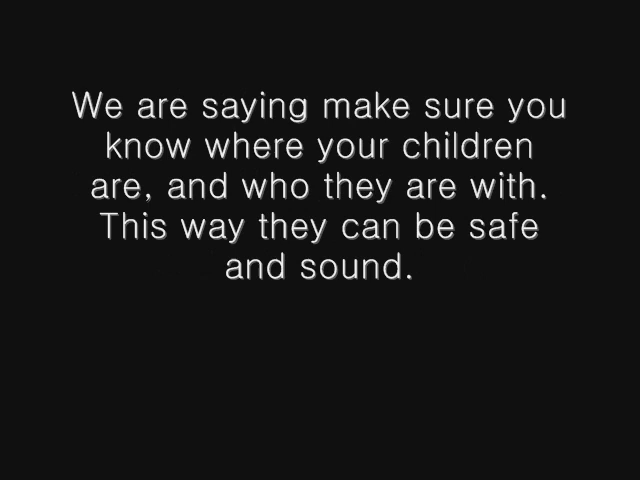 We are saying make sure you
know where your children
are, and who they are with.
This way they can be safe
and sound.